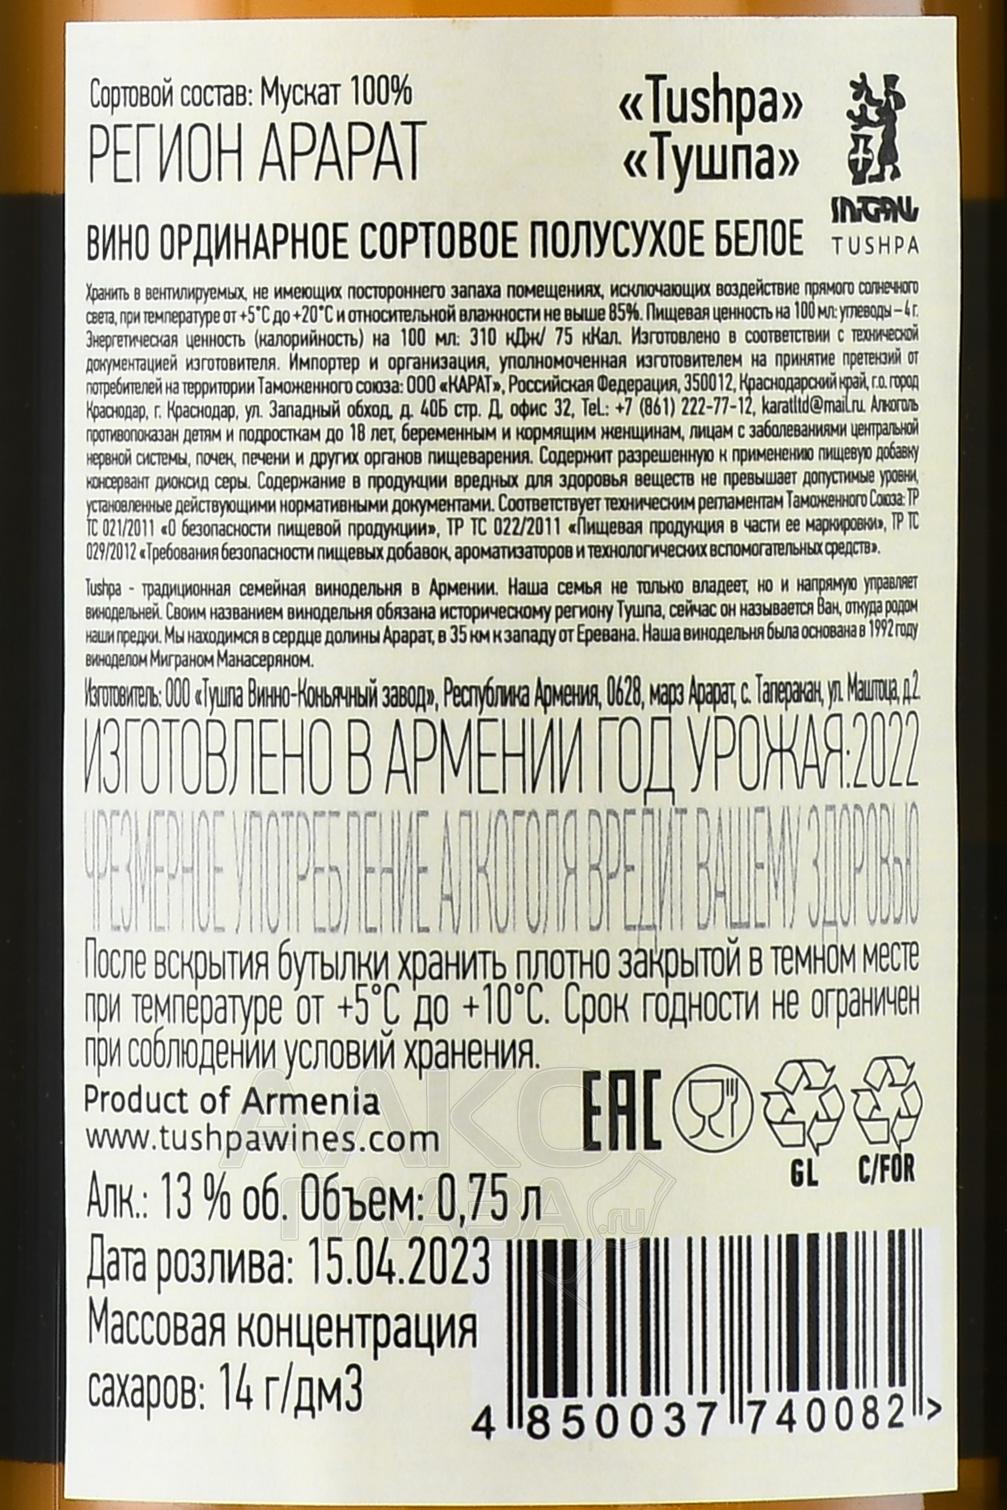 Сортовой состав: Мускат 100%
РЕГИОН АРАРАТ
«Tushpa»
«Тушпа»
TUSHPA
ВИНО ОРДИНАРНОЕ СОРТОВОЕ ПОЛУСУХОЕ БЕЛОЕ
Хранить в вентилируемых, не имеющих постороннего запаха помещениях, исключающих воздействие прямого солнечного
света, при температуре от +5°С до +20°С и относительной влажности не выше 85%. Пищевая ценность на 100 мл: углеводы – 4 г.
Энергетическая ценность (калорийность) на 100 мл: 310 кДж/ 75 кКал. Изготовлено в соответствии с технической
документацией изготовителя. Импортер и организация, уполномоченная изготовителем на принятие претензий от
потребителей на территории Таможенного союза: ООО «КАРАТ», Российская Федерация, 350012, Краснодарский край, г.о. город
Краснодар, г. Краснодар, ул. Западный обход, д. 40Б стр. Д, офис 32, Tel.: +7 (861) 222-77-12, karatltd@mail.ru. Алкоголь
противопоказан детям и подросткам до 18 лет, беременным и кормящим женщинам, лицам с заболеваниями центральной
нервной системы, почек, печени и других органов пищеварения. Содержит разрешенную к применению пищевую добавку
консервант диоксид серы. Содержание в продукции вредных для здоровья веществ не превышает допустимые уровни,
установленные действующими нормативными документами. Соответствует техническим регламентам Таможенного Союза: ТР
ТС 021/2011 «О безопасности пищевой продукции», ТР ТС 022/2011 «Пищевая продукция в части ее маркировки», ТР ТС
029/2012 «Требования безопасности пищевых добавок, ароматизаторов и технологических вспомогательных средств».
Tushpa - традиционная семейная винодельня в Армении. Наша семья не только владеет, но и напрямую управляет
винодельней. Своим названием винодельня обязана историческому региону Тушпа, сейчас он называется Ван, откуда родом
наши предки. Мы находимся в сердце долины Арарат, в 35 км к западу от Еревана. Наша винодельня была основана в 1992 году
виноделом Миграном Манасеряном.
Изготовитель: ООО «Тушпа Винно-Коньячный завод», Республика Армения, 0628, марз Арарат, с. Таперакан, ул. Маштоца, д.2
ИЗГОТОВЛЕНО В АРМЕНИИ ГОД УРОЖАЯ:2022
ЧРЕЗМЕРНОЕ УПОТРЕБЛЕНИЕ АЛКОГОЛЯ ВРЕДИТ ВАШЕМУ ЗДОРОВЬЮ
После вскрытия бутылки хранить плотно закрытой в темном месте
при температуре от +5°С до +10°С. Срок годности не ограничен
при соблюдении условий хранения.
Product of Armenia
www.tushpawines.com
EAC
GL
C/FOR
Алк.: 13 % об. Объем: 0,75 л
Дата розлива: 15.04.2023
Массовая концентрация
сахаров: 14 г/дм3
4 850037 740082 >
АЛКО
ПЛАЗА
.ru